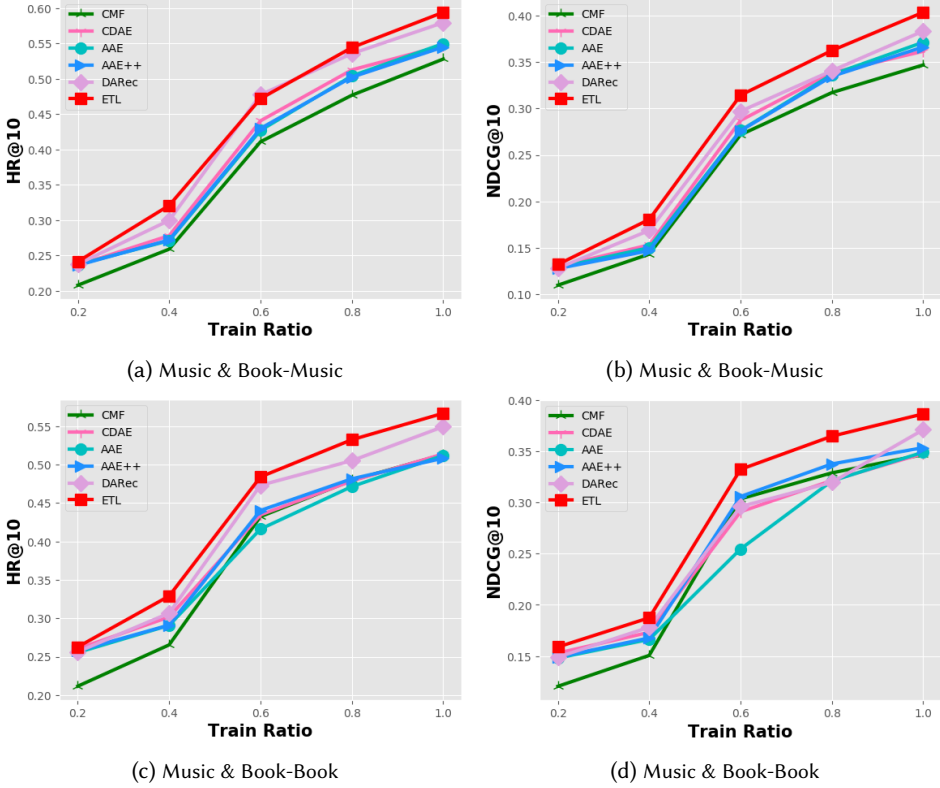 0.60
0.55
0.50
0.45
0.40
0.35
0.30
0.25
0.20
HR@10
CMF
CDAE
AAE
AAE++
DARec
ETL
0.2 0.4 0.6 0.8 1.0
Train Ratio
(a) Music & Book-Music
0.40
0.35
0.30
0.25
0.20
0.15
0.10
NDCG@10
CMF
CDAE
AAE
AAE++
DARec
ETL
0.2 0.4 0.6 0.8 1.0
Train Ratio
(b) Music & Book-Music
0.55
0.50
0.45
0.40
0.35
0.30
0.25
0.20
HR@10
CMF
CDAE
AAE
AAE++
DARec
ETL
0.2 0.4 0.6 0.8 1.0
Train Ratio
(c) Music & Book-Book
0.40
0.35
0.30
0.25
0.20
0.15
NDCG@10
CMF
CDAE
AAE
AAE++
DARec
ETL
0.2 0.4 0.6 0.8 1.0
Train Ratio
(d) Music & Book-Book